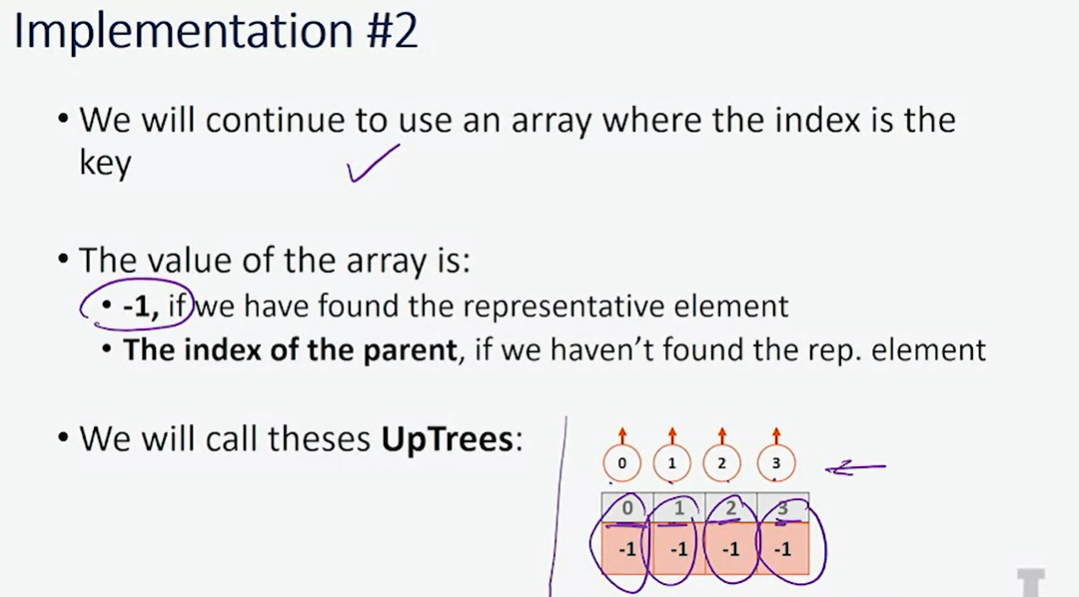 Implementation #2
• We will continue to use an array where the index is the
key
• The value of the array is:
• -1, if we have found the representative element
• The index of the parent, if we haven't found the rep. element
• We will call theses UpTrees:
0 1 2 3
0 1 2 3
-1 -1 -1 -1
I